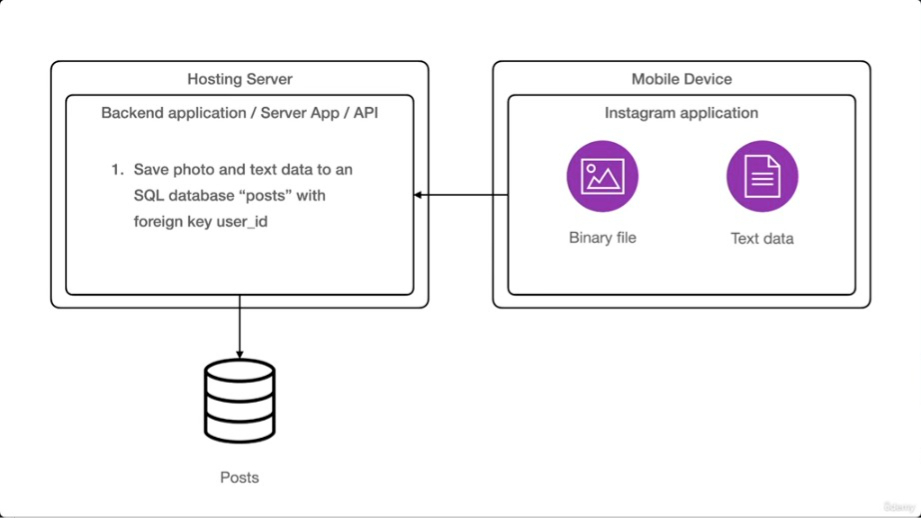 Hosting Server
Backend application / Server App / API
1. Save photo and text data to an
SQL database “posts” with
foreign key user_id
Mobile Device
Instagram application
Binary file
Text data
Posts
Udemy